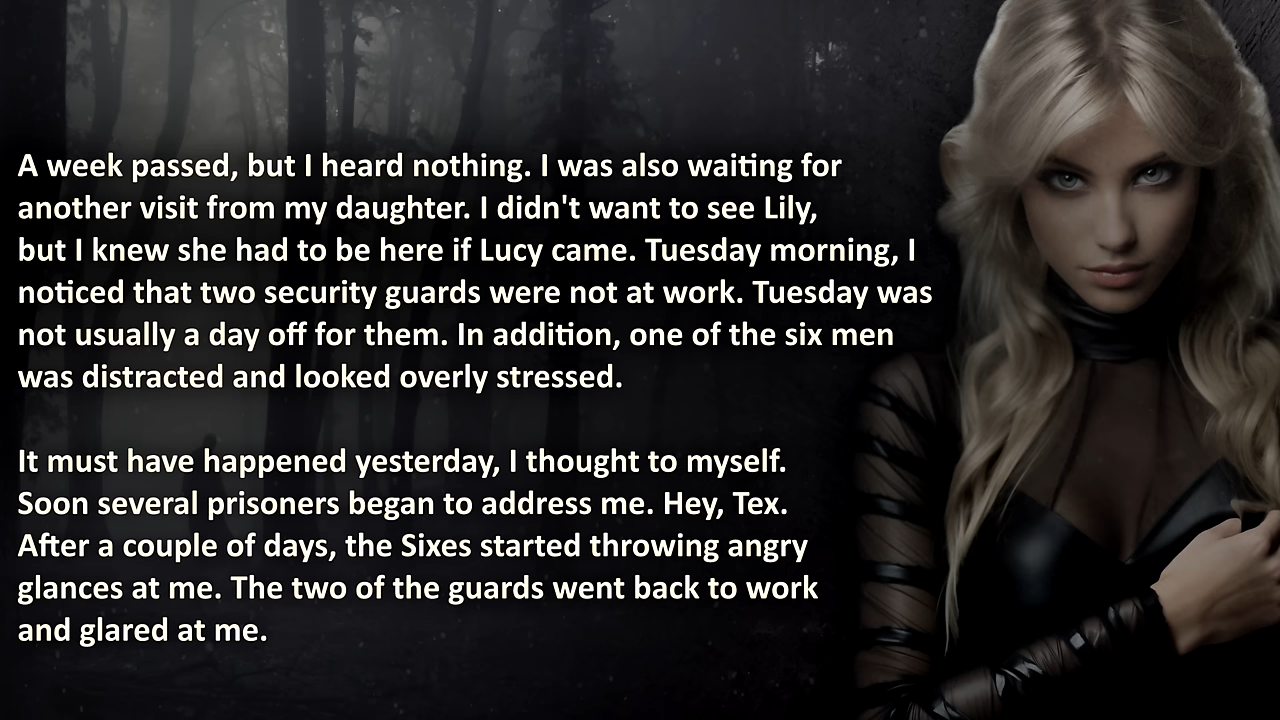 A week passed, but I heard nothing. I was also waiting for
another visit from my daughter. I didn't want to see Lily,
but I knew she had to be here if Lucy came. Tuesday morning, I
noticed that two security guards were not at work. Tuesday was
not usually a day off for them. In addition, one of the six men
was distracted and looked overly stressed.
It must have happened yesterday, I thought to myself.
Soon several prisoners began to address me. Hey, Tex.
After a couple of days, the Sixes started throwing angry
glances at me. The two of the guards went back to work
and glared at me.